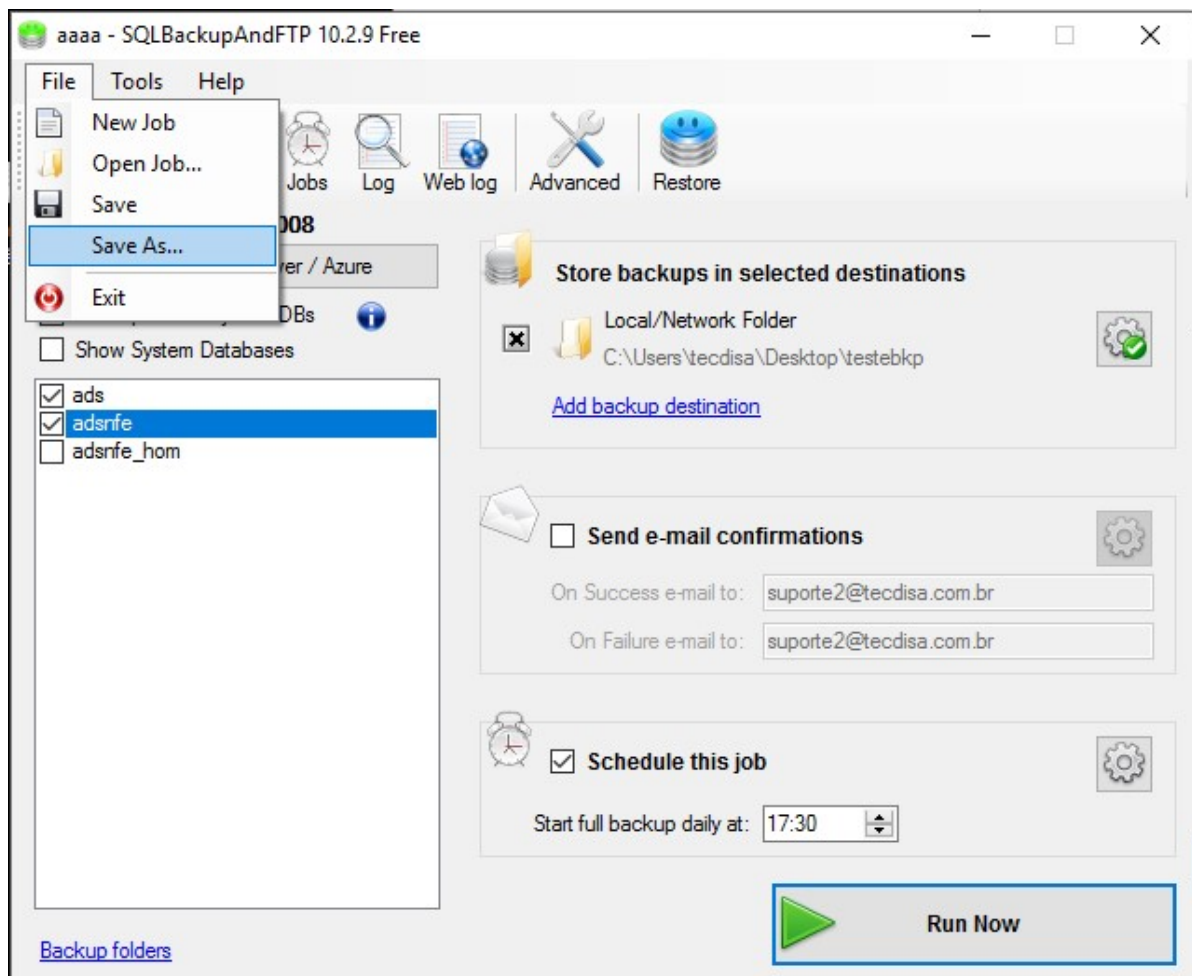 aaaa - SQLBackupAndFTP 10.2.9 Free
File Tools Help
New Job
Open Job...
Save
Save As...
Exit
Jobs Log Web log Advanced Restore
008
ver / Azure
DBs
Show System Databases
ads
adsnfe
adsnfe_hom
Backup folders
Store backups in selected destinations
Local/Network Folder
C:\Users\tecdisa\Desktop\testebkp
Add backup destination
Send e-mail confirmations
On Success e-mail to: suporte2@tecdisa.com.br
On Failure e-mail to: suporte2@tecdisa.com.br
Schedule this job
Start full backup daily at: 17:30
Run Now